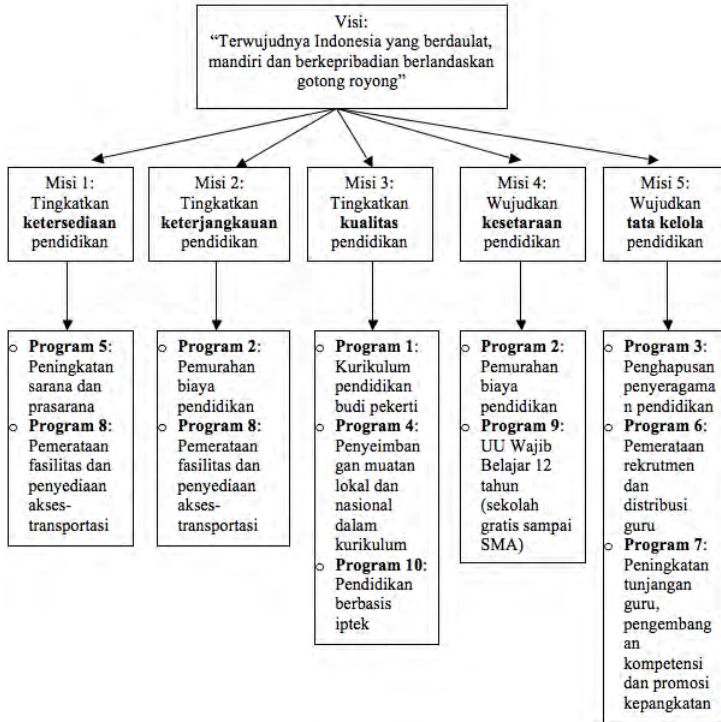 Visi:
“Terwujudnya Indonesia yang berdaulat,
mandiri dan berkepribadian berlandaskan
gotong royong”
Misi 1:
Tingkatkan
ketersediaan
pendidikan
Misi 2:
Tingkatkan
keterjangkauan
pendidikan
Misi 3:
Tingkatkan
kualitas
pendidikan
Misi 4:
Wujudkan
kesetaraan
pendidikan
Misi 5:
Wujudkan
tata kelola
pendidikan
o Program 5:
Peningkatan
sarana dan
prasarana
o Program 8:
Pemerataan
fasilitas dan
penyediaan
akses-
transportasi
o Program 2:
Pemurahan
biaya
pendidikan
o Program 8:
Pemerataan
fasilitas dan
penyediaan
akses-
transportasi
o Program 1:
Kurikulum
pendidikan
budi pekerti
o Program 4:
Penyeimban
gan muatan
lokal dan
nasional
dalam
kurikulum
o Program 10:
Pendidikan
berbasis
iptek
o Program 2:
Pemurahan
biaya
pendidikan
o Program 9:
UU Wajib
Belajar 12
tahun
(sekolah
gratis sampai
SMA)
o Program 3:
Penghapusan
penyeragama
n pendidikan
o Program 6:
Pemerataan
rekrutmen
dan
distribusi
guru
o Program 7:
Peningkatan
tunjangan
guru,
pengembang
an
kompetensi
dan promosi
kepangkatan